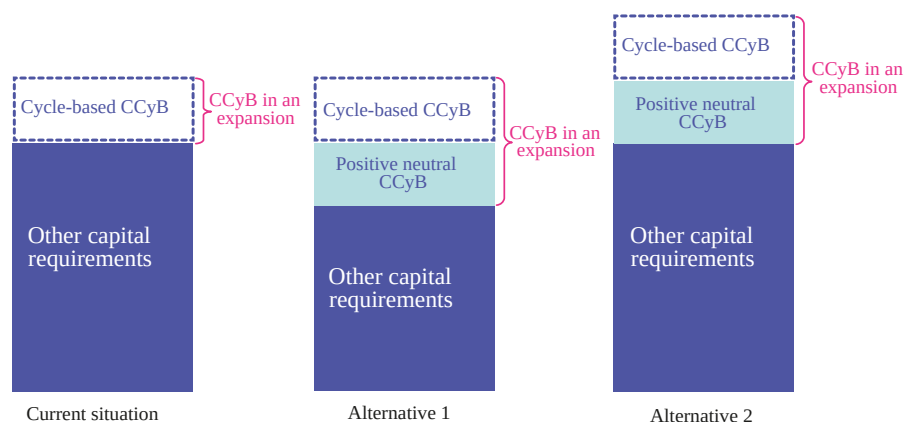 Cycle-based CCyB
CCyB in an
expansion
Other capital
requirements
Current situation
Cycle-based CCyB
CCyB in an
expansion
Positive neutral
CCyB
Other capital
requirements
Alternative 1
Cycle-based CCyB
CCyB in an
expansion
Positive neutral
CCyB
Other capital
requirements
Alternative 2